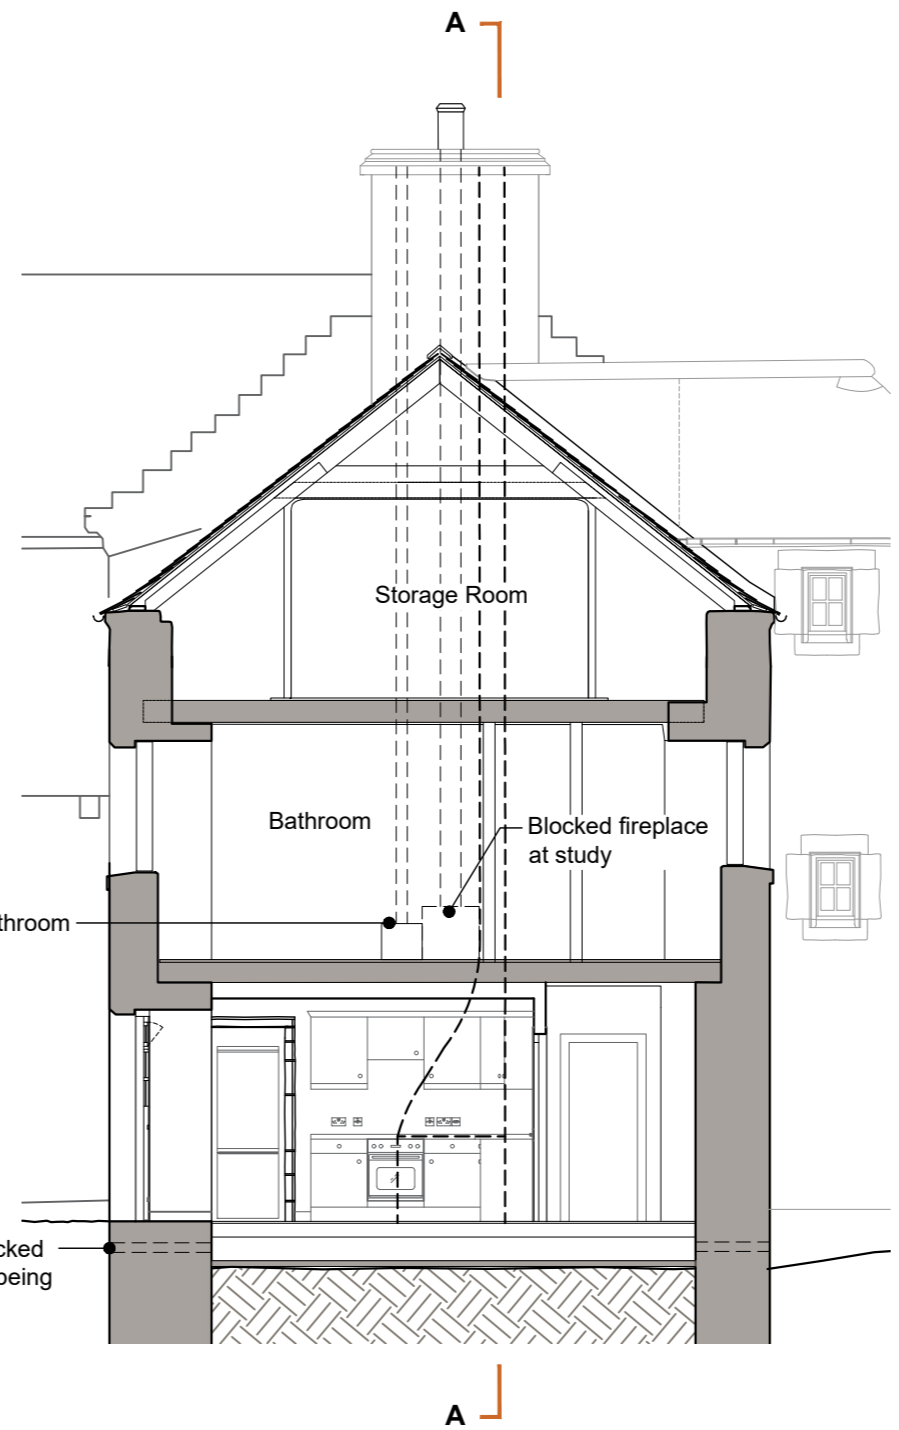 A
Storage Room
Bathroom
Blocked fireplace
at study
throom
cked
being
A